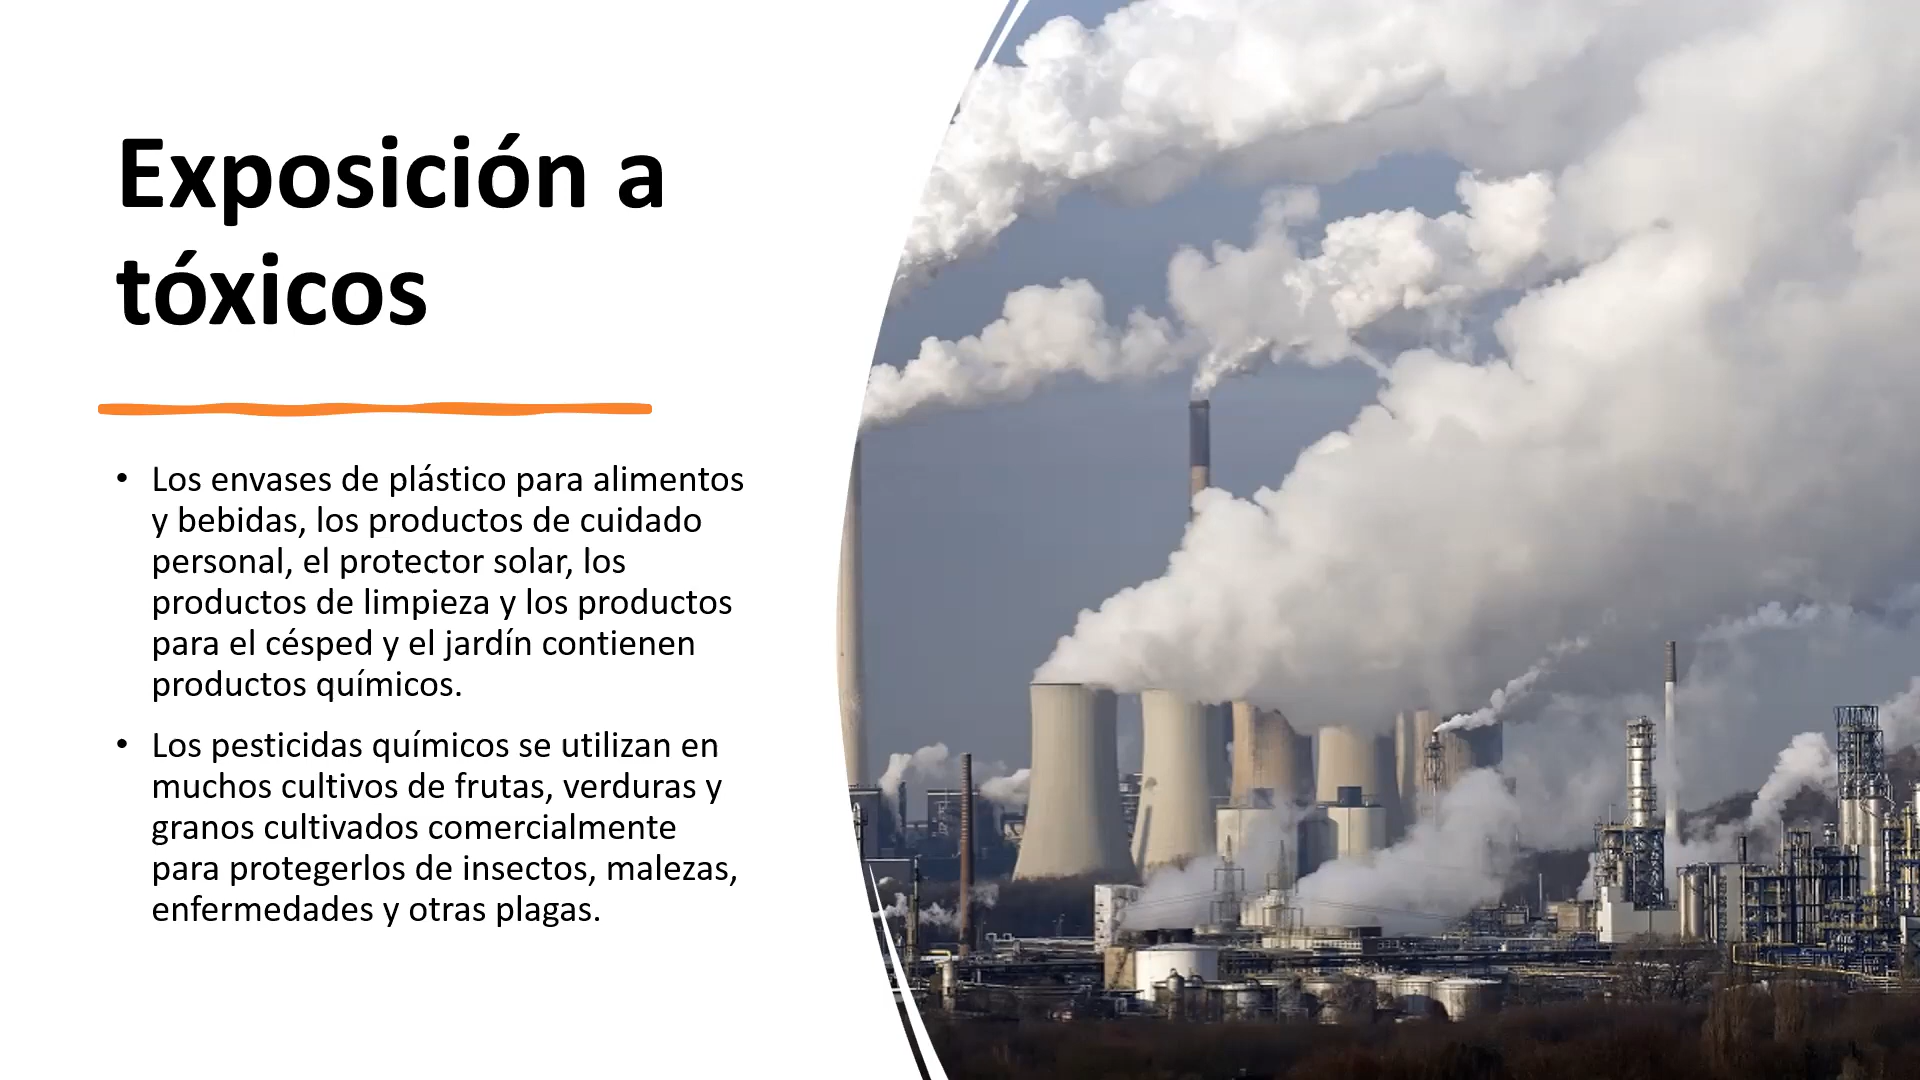 Exposición a
tóxicos
• Los envases de plástico para alimentos
y bebidas, los productos de cuidado
personal, el protector solar, los
productos de limpieza y los productos
para el césped y el jardín contienen
productos químicos.
• Los pesticidas químicos se utilizan en
muchos cultivos de frutas, verduras y
granos cultivados comercialmente
para protegerlos de insectos, malezas,
enfermedades y otras plagas.